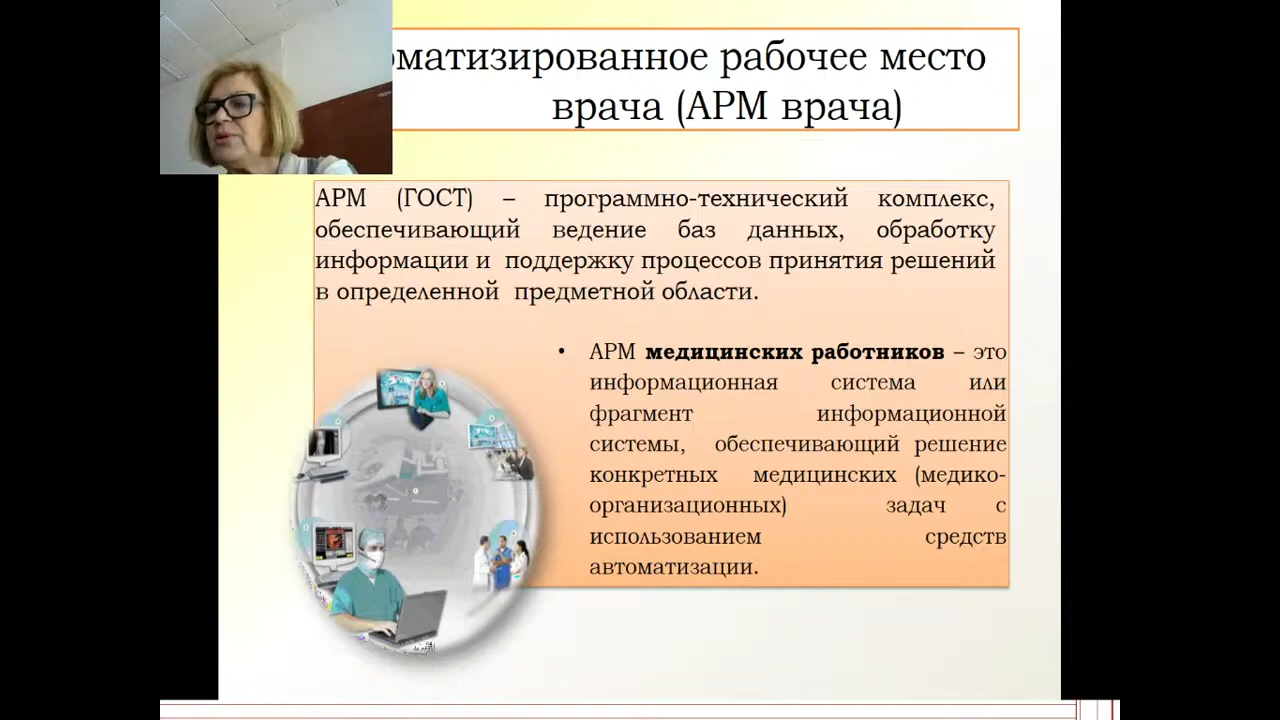 оматизированное рабочее место
врача (АРМ врача)
АРМ (ГОСТ) – программно-технический комплекс,
обеспечивающий ведение баз данных, обработку
информации и поддержку процессов принятия решений
в определенной предметной области.
• АРМ медицинских работников – это
информационная система или
фрагмент информационной
системы, обеспечивающий решение
конкретных медицинских (медико-
организационных) задач с
использованием средств
автоматизации.